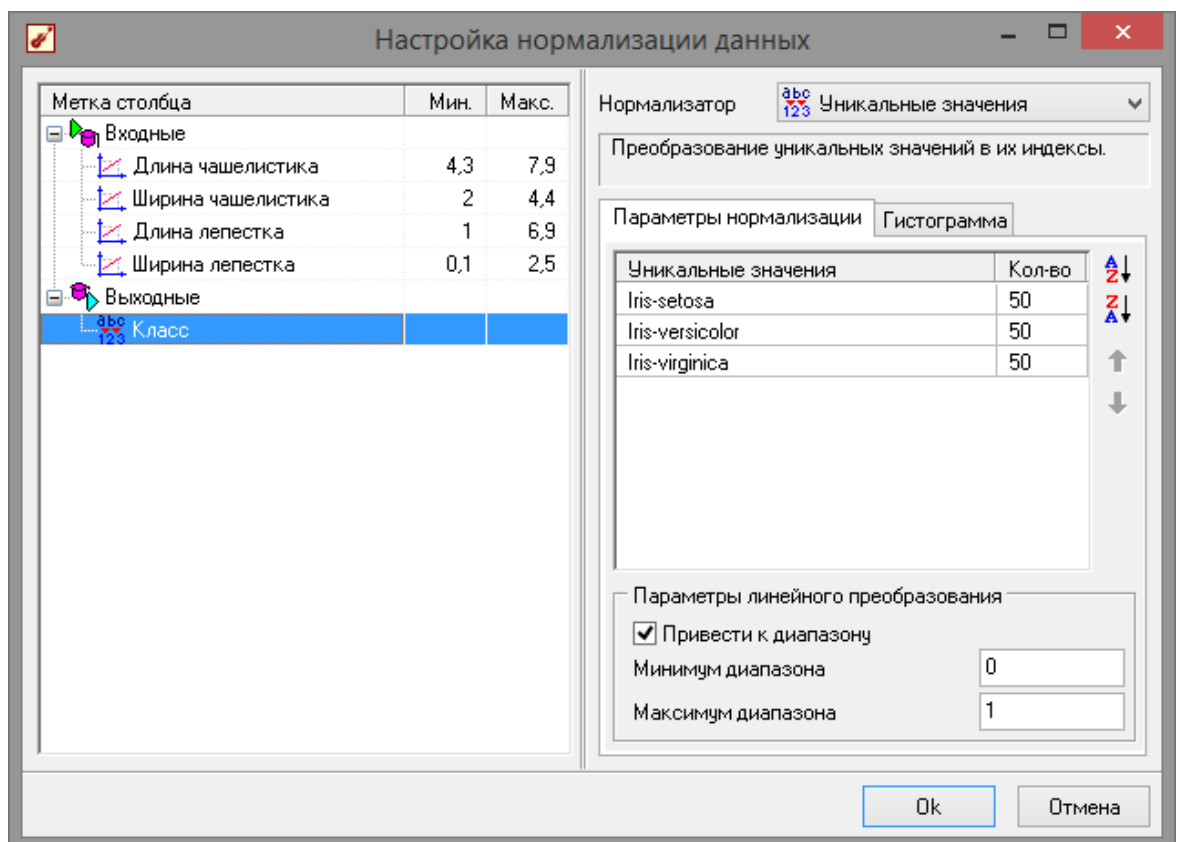 Настройка нормализации данных
Метка столбца Мин. Макс.
Входные
Длина чашелистика 4,3 7,9
Ширина чашелистика 2 4,4
Длина лепестка 1 6,9
Ширина лепестка 0,1 2,5
Выходные
abc
123 Класс
Нормализатор abc
123 Уникальные значения
Преобразование уникальных значений в их индексы.
Параметры нормализации Гистограмма
Уникальные значения Кол-во
Iris-setosa 50
Iris-versicolor 50
Iris-virginica 50
A
Z
Z
A
Параметры линейного преобразования
Привести к диапазону
Минимум диапазона 0
Максимум диапазона 1
Ok Отмена